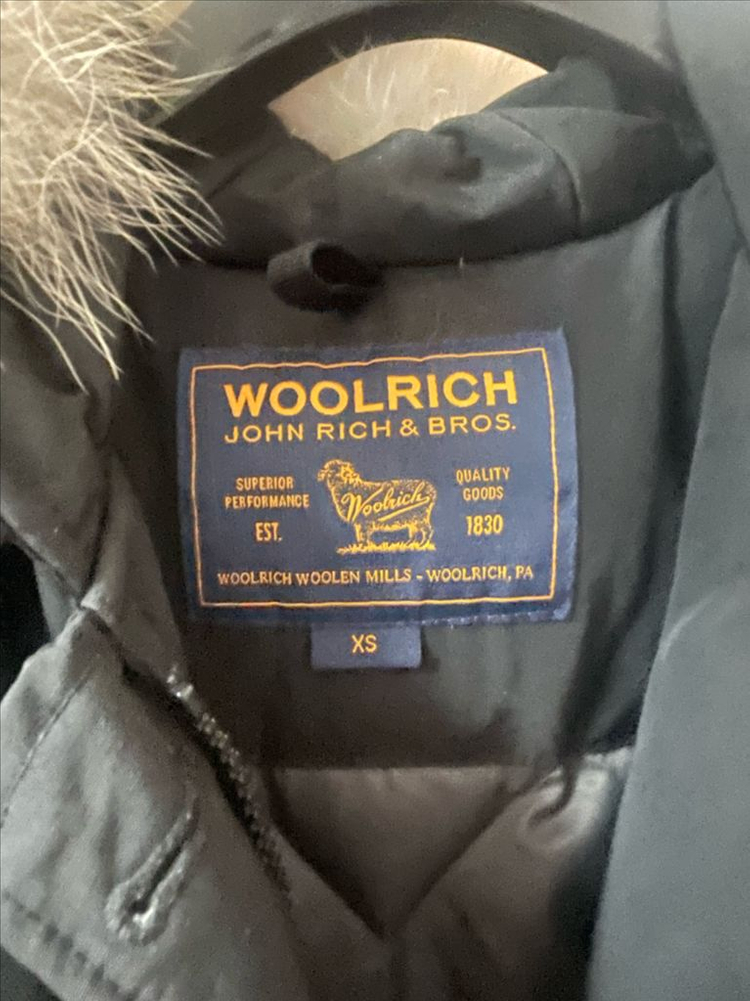 WOOLRICH
JOHN RICH & BROS.
SUPERIOR
PERFORMANCE
EST.
Woolrich
QUALITY
GOODS
1830
WOOLRICH WOOLEN MILLS - WOOLRICH, PA
XS